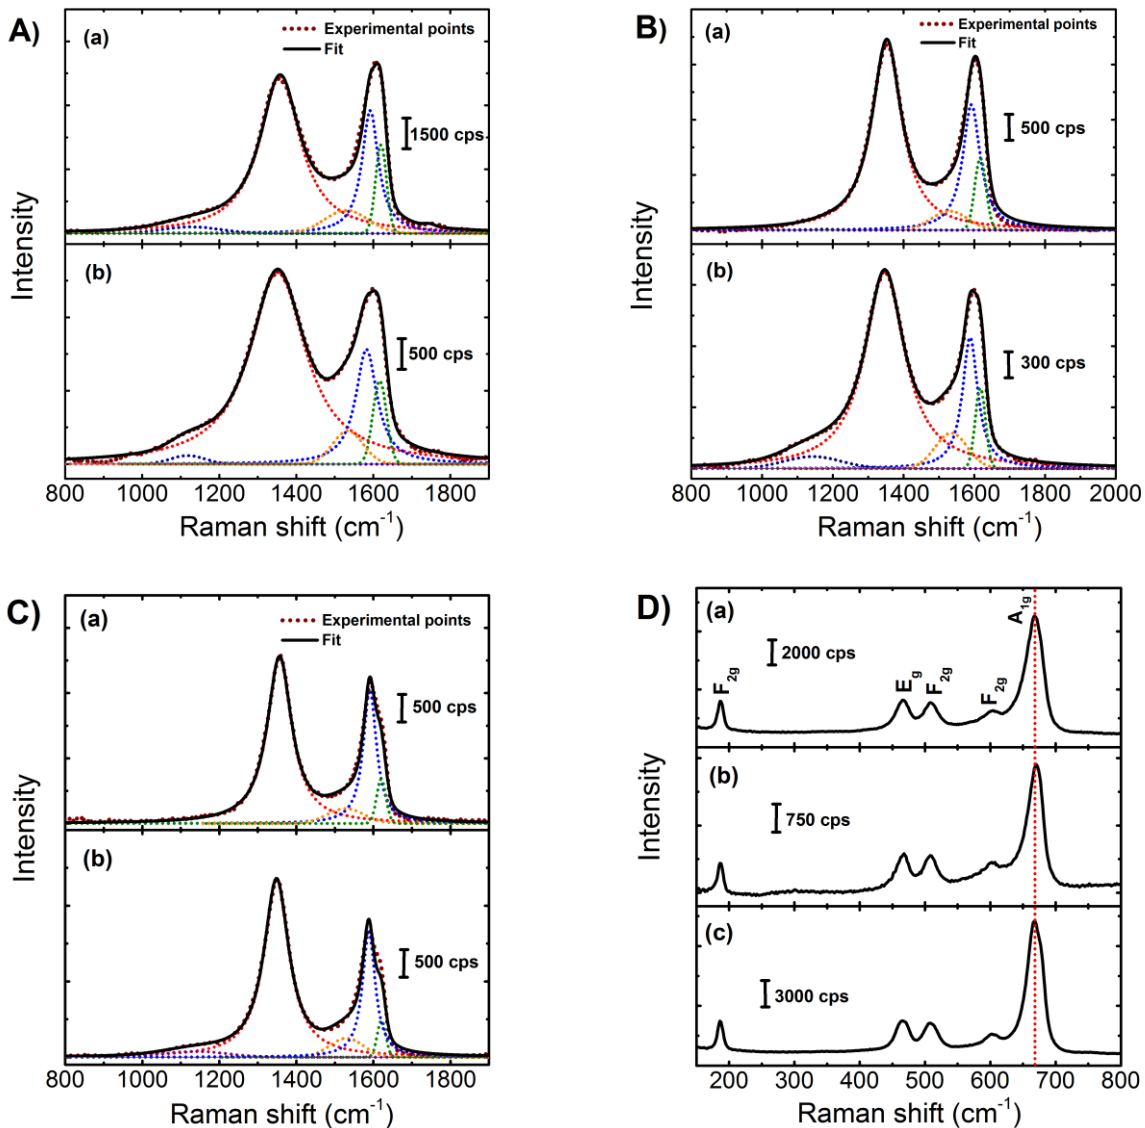 A)
(a)
Experimental points
Fit
1500 cps
(b)
500 cps
Intensity
800 1000 1200 1400 1600 1800
Raman shift (cm⁻¹)
B)
(a)
Experimental points
Fit
500 cps
(b)
300 cps
Intensity
800 1000 1200 1400 1600 1800 2000
Raman shift (cm⁻¹)
C)
(a)
Experimental points
Fit
500 cps
(b)
500 cps
Intensity
800 1000 1200 1400 1600 1800
Raman shift (cm⁻¹)
D)
(a)
2000 cps
F2g
Eg
F2g
F2g
A1g
(b)
750 cps
(c)
3000 cps
Intensity
200 300 400 500 600 700 800
Raman shift (cm⁻¹)